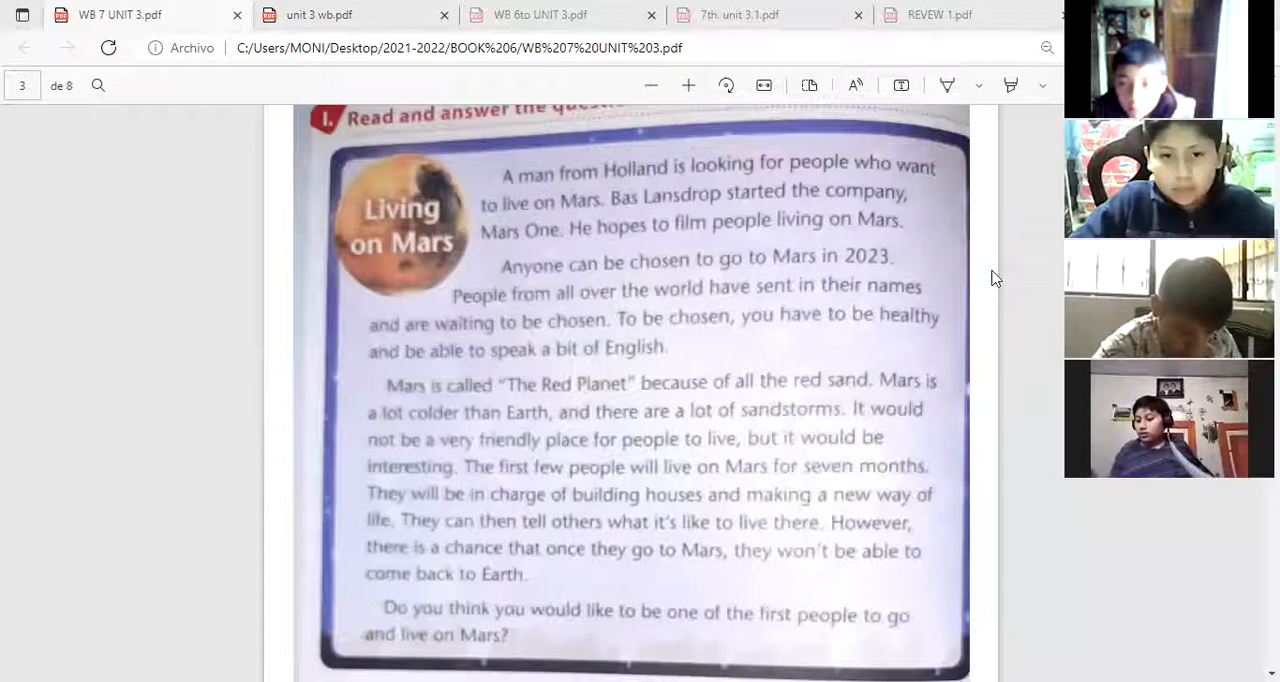 WB 7 UNIT 3.pdf
unit 3 wb.pdf
WB 6to UNIT 3.pdf
7th. unit 3.1.pdf
REVEW 1.pdf
Archivo
C:/Users/MONI/Desktop/2021-2022/BOOK%206/WB%207%20UNIT%203.pdf
3 de 8
I. Read and answer the
Living
on Mars
A man from Holland is looking for people who want
to live on Mars. Bas Lansdrop started the company,
Mars One. He hopes to film people living on Mars.
Anyone can be chosen to go to Mars in 2023.
People from all over the world have sent in their names
and are waiting to be chosen. To be chosen, you have to be healthy
and be able to speak a bit of English.
Mars is called “The Red Planet” because of all the red sand. Mars is
a lot colder than Earth, and there are a lot of sandstorms. It would
not be a very friendly place for people to live, but it would be
interesting. The first few people will live on Mars for seven months.
They will be in charge of building houses and making a new way of
life. They can then tell others what it's like to live there. However,
there is a chance that once they go to Mars, they won't be able to
come back to Earth.
Do you think you would like to be one of the first people to go
and live on Mars?